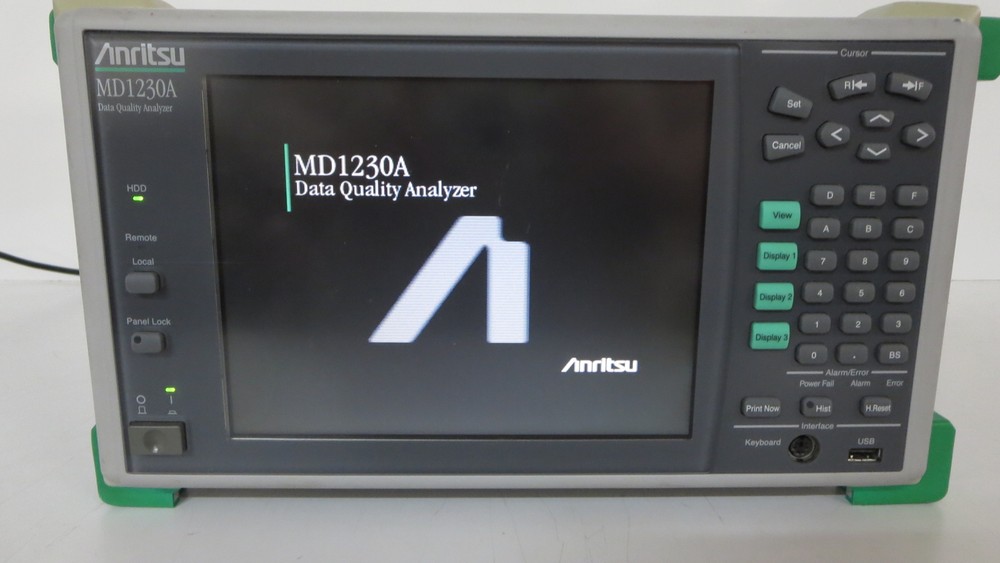 Anritsu
MD1230A
Data Quality Analyzer
HDD
Remote
Local
Panel Lock
MD1230A
Data Quality Analyzer
Anritsu
Cursor
Set
R
F
Cancel
<
>
View
Display 1
Display 2
Display 3
D E F
A B C
7 8 9
4 5 6
1 2 3
0 . BS
Alarm/Error
Power Fail Alarm Error
Print Now
Hist
H.Reset
Interface
Keyboard
USB